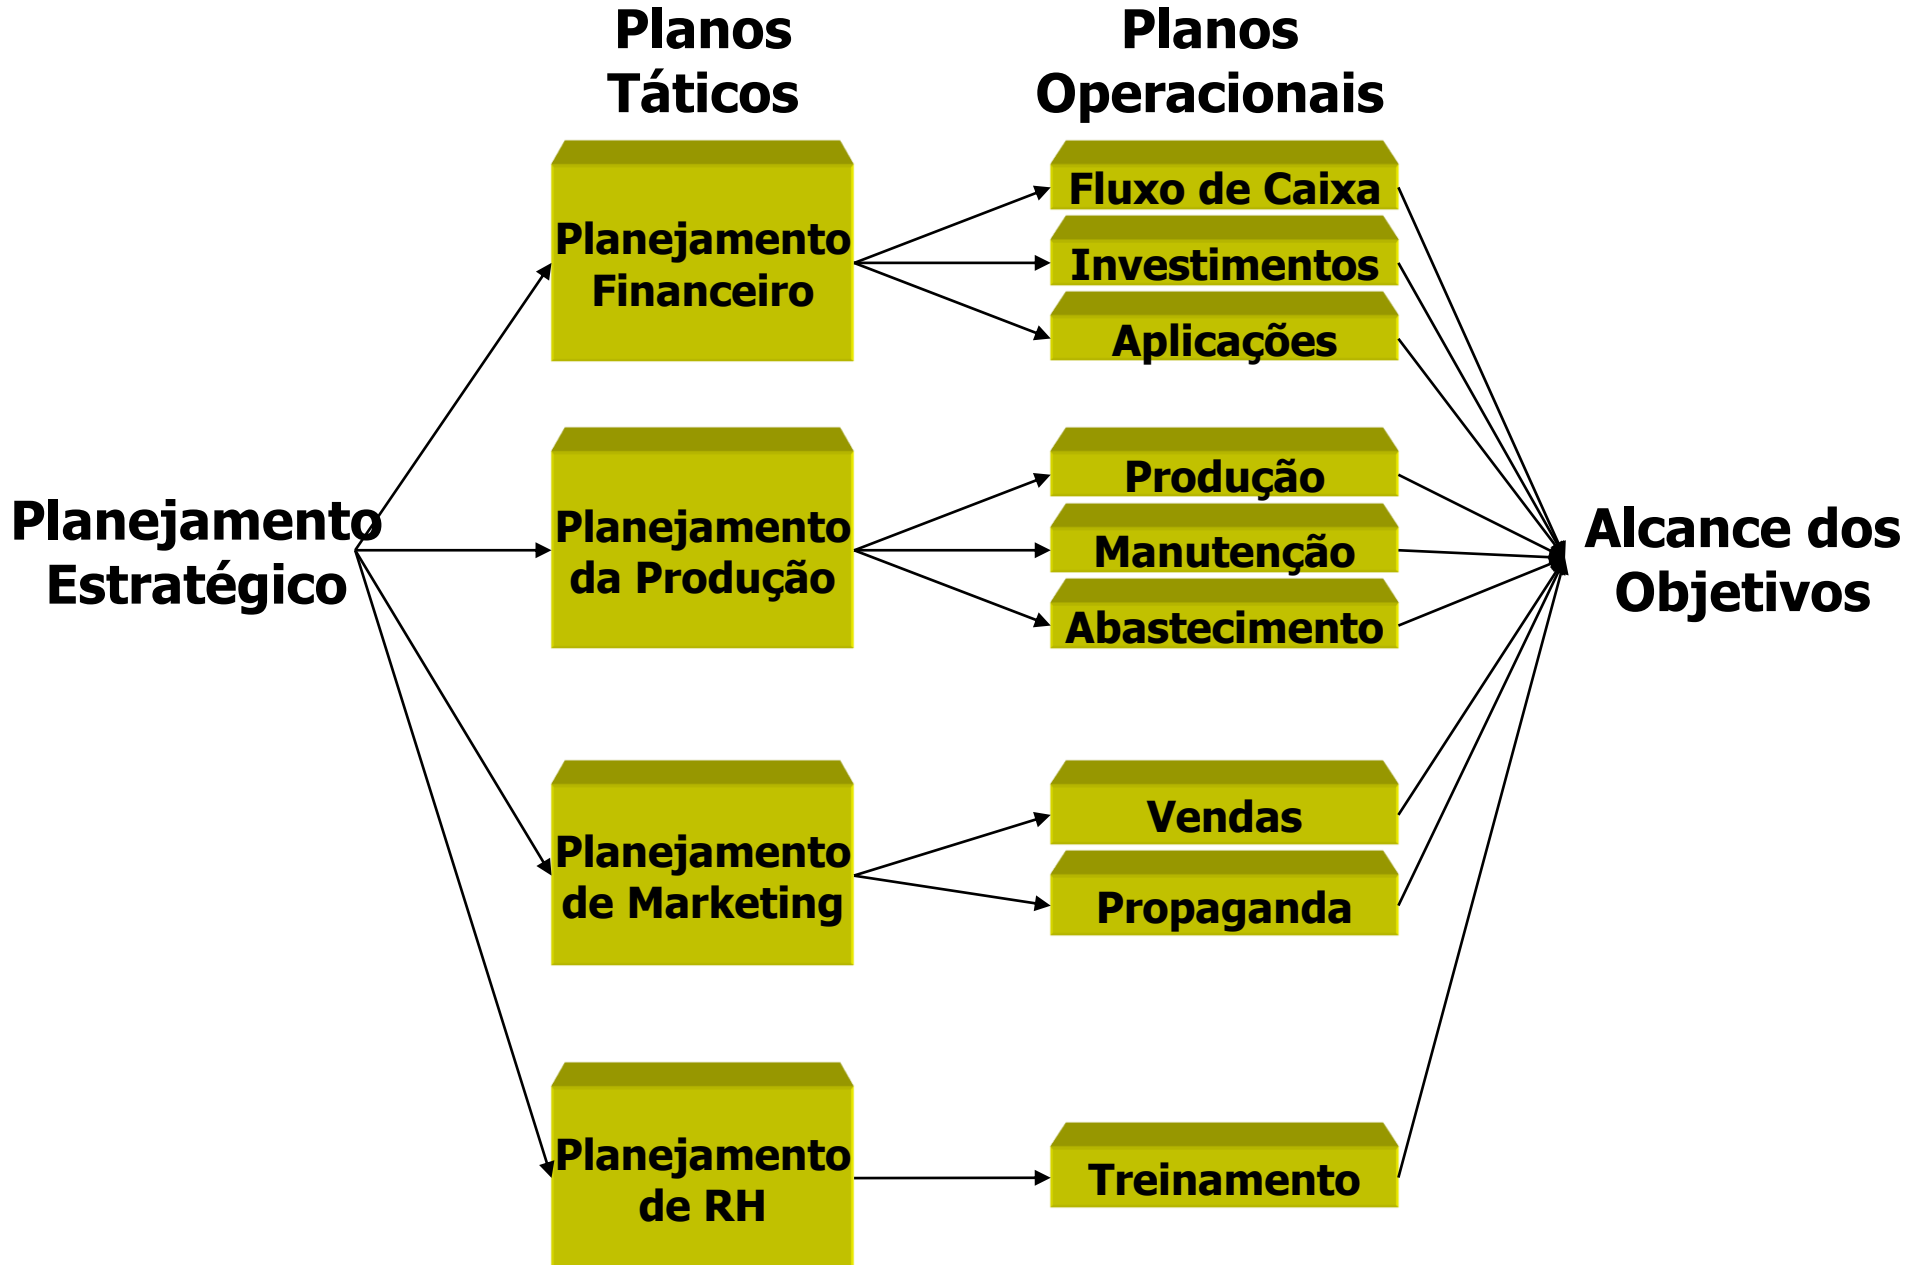 Planos
Táticos
Planos
Operacionais
Planejamento
Estratégico
Planejamento
Financeiro
Fluxo de Caixa
Investimentos
Aplicações
Planejamento
da Produção
Produção
Manutenção
Abastecimento
Planejamento
de Marketing
Vendas
Propaganda
Planejamento
de RH
Treinamento
Alcance dos
Objetivos